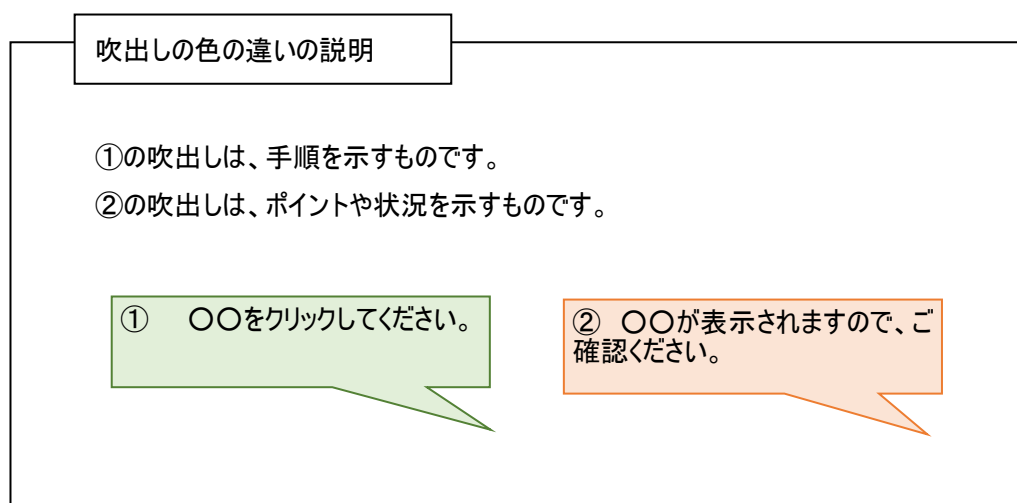 吹出しの色の違いの説明
①の吹出しは、手順を示すものです。
②の吹出しは、ポイントや状況を示すものです。
①　〇〇をクリックしてください。
②　〇〇が表示されますので、ご
確認ください。